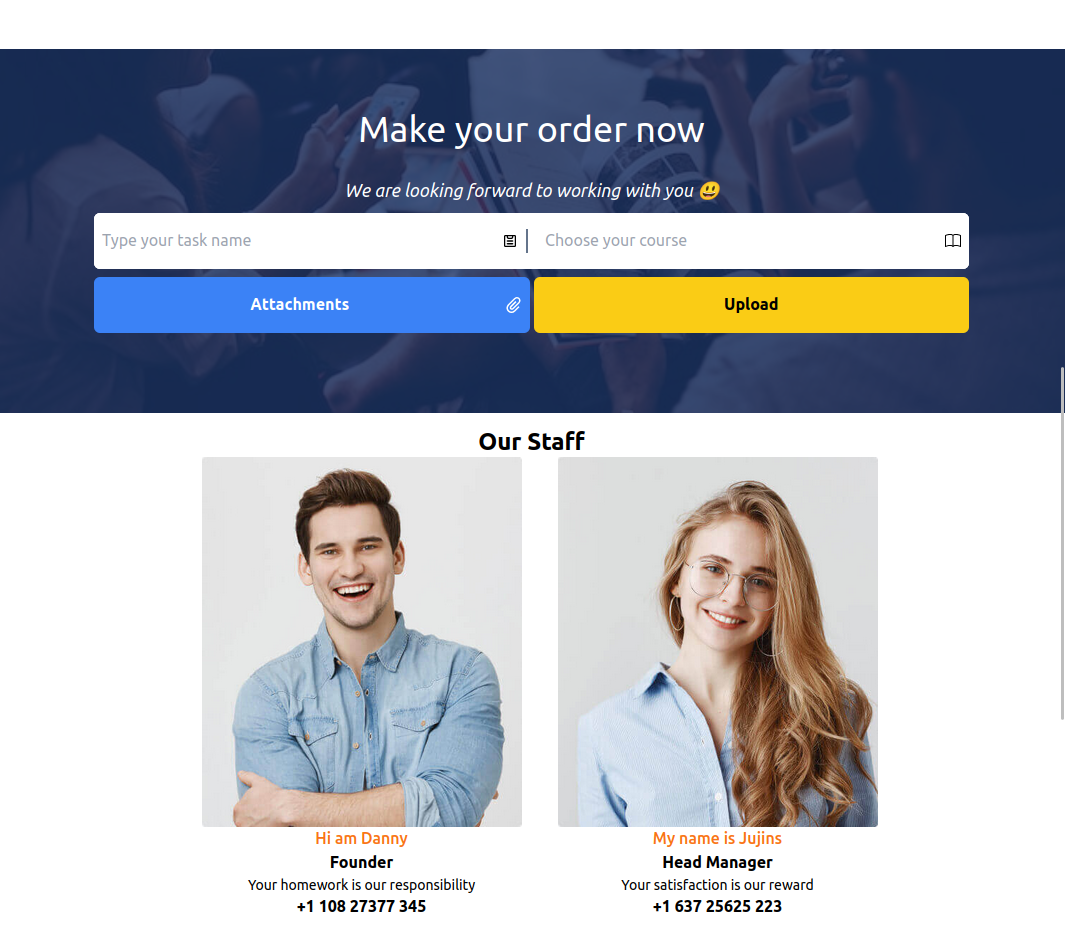 Make your order now
We are looking forward to working with you 😃
Type your task name
Choose your course
Attachments
Upload
Our Staff
Hi am Danny
My name is Jujins
Founder
Head Manager
Your homework is our responsibility
Your satisfaction is our reward
+1 108 27377 345
+1 637 25625 223